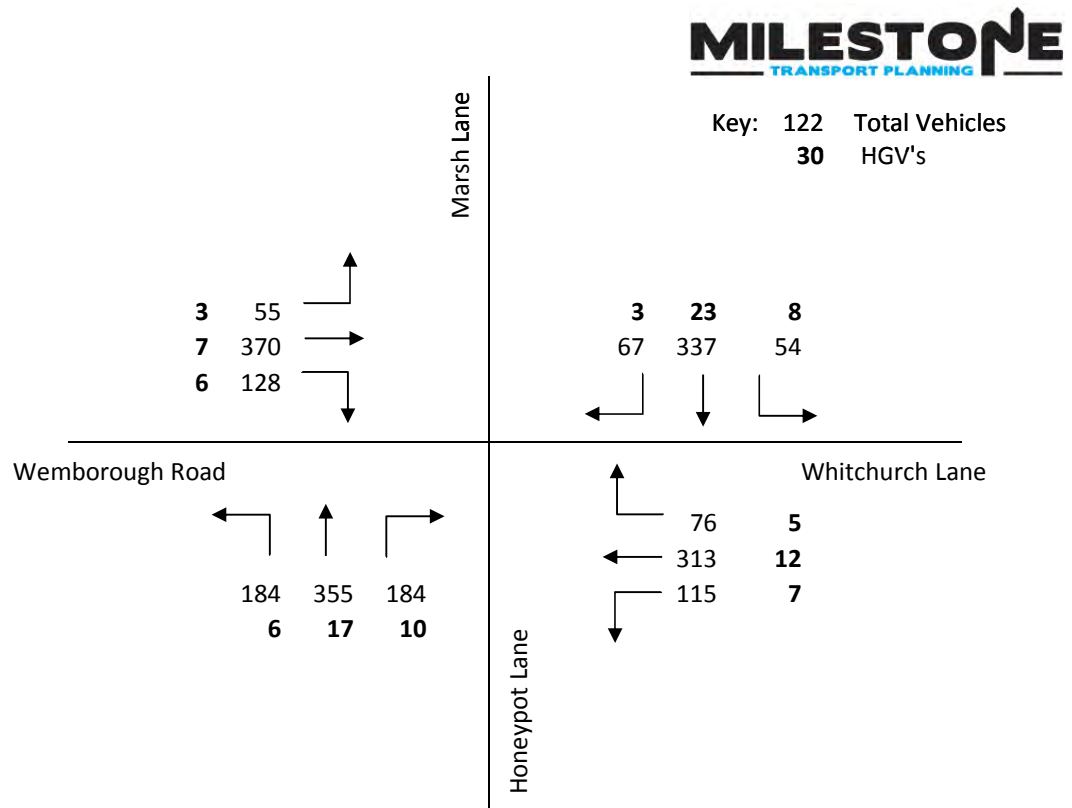 MILESTONE
TRANSPORT PLANNING
Key: 122 Total Vehicles
30 HGV's
Marsh Lane
3 55
7 370
6 128
3 23 8
67 337 54
Wemborough Road
Whitchurch Lane
76 5
313 12
115 7
184 355 184
6 17 10
Honeypot Lane